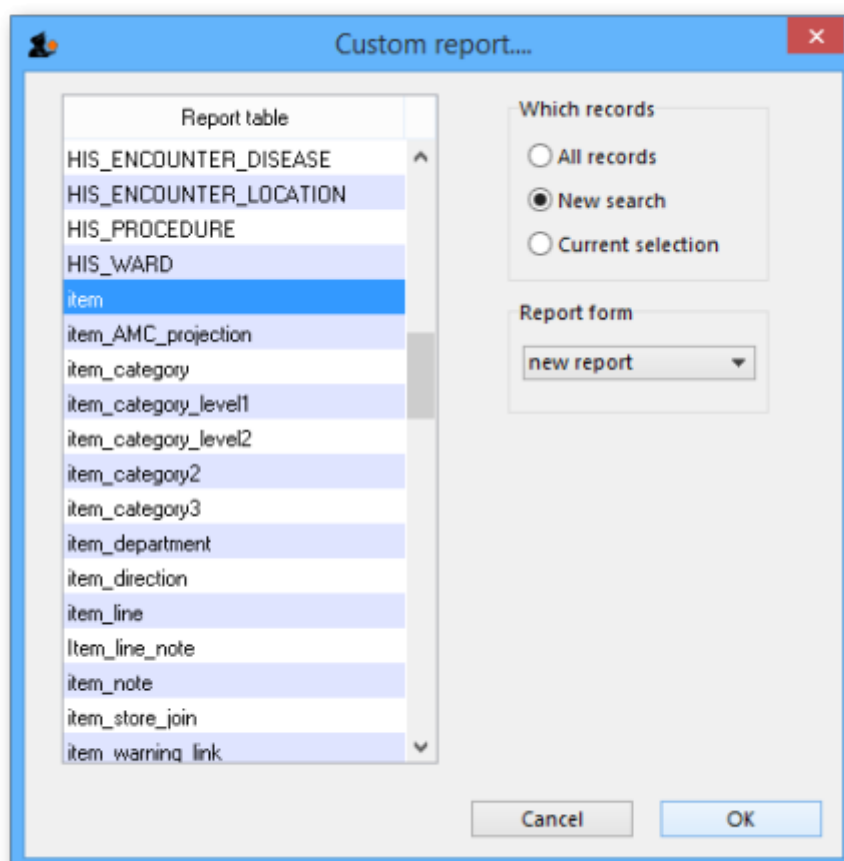 Custom report....
Report table
HIS_ENCOUNTER_DISEASE
HIS_ENCOUNTER_LOCATION
HIS_PROCEDURE
HIS_WARD
item
item_AMC_projection
item_category
item_category_level1
item_category_level2
item_category2
item_category3
item_department
item_direction
item_line
Item_line_note
item_note
item_store_join
item_warning_link
Which records
All records
New search
Current selection
Report form
new report
Cancel
OK